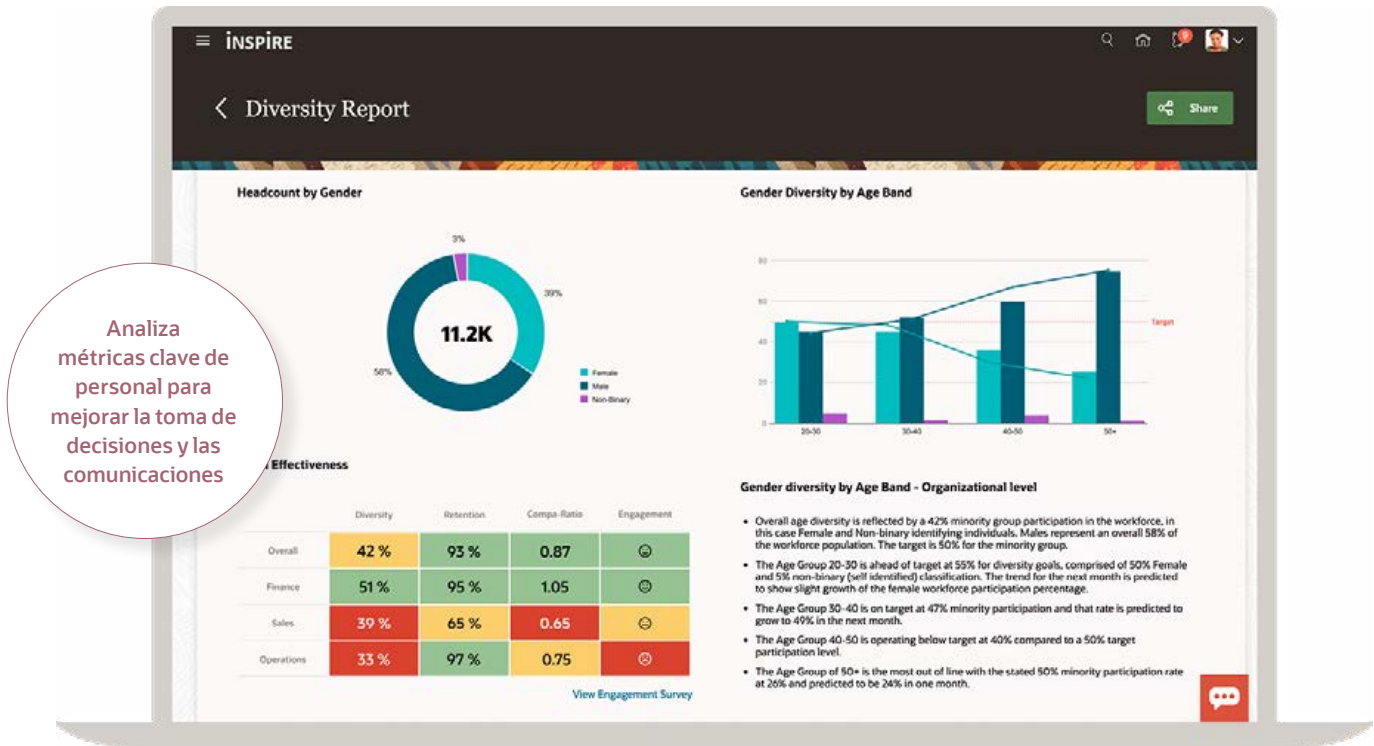 iNSPiRE
9
Diversity Report
Share
Headcount by Gender
3%
39%
11.2K
58%
Female
Male
Non-Binary
Gender Diversity by Age Band
80
60
Target
40
20
0
20-30 30-40 40-50 50+
Analiza
métricas clave de
personal para
mejorar la toma de
decisiones y las
comunicaciones
Effectiveness
Diversity Retention Compa-Ratio Engagement
Overall 42 % 93 % 0.87
Finance 51 % 95 % 1.05
Sales 39 % 65 % 0.65
Operations 33 % 97 % 0.75
View Engagement Survey
Gender diversity by Age Band - Organizational level
• Overall age diversity is reflected by a 42% minority group participation in the workforce, in
this case Female and Non-binary identifying individuals. Males represent an overall 58% of
the workforce population. The target is 50% for the minority group.
• The Age Group 20-30 is ahead of target at 55% for diversity goals, comprised of 50% Female
and 5% non-binary (self identified) classification. The trend for the next month is predicted
to show slight growth of the female workforce participation percentage.
• The Age Group 30-40 is on target at 47% minority participation and that rate is predicted to
grow to 49% in the next month.
• The Age Group 40-50 is operating below target at 40% compared to a 50% target
participation level.
• The Age Group of 50+ is the most out of line with the stated 50% minority participation rate
at 26% and predicted to be 24% in one month.